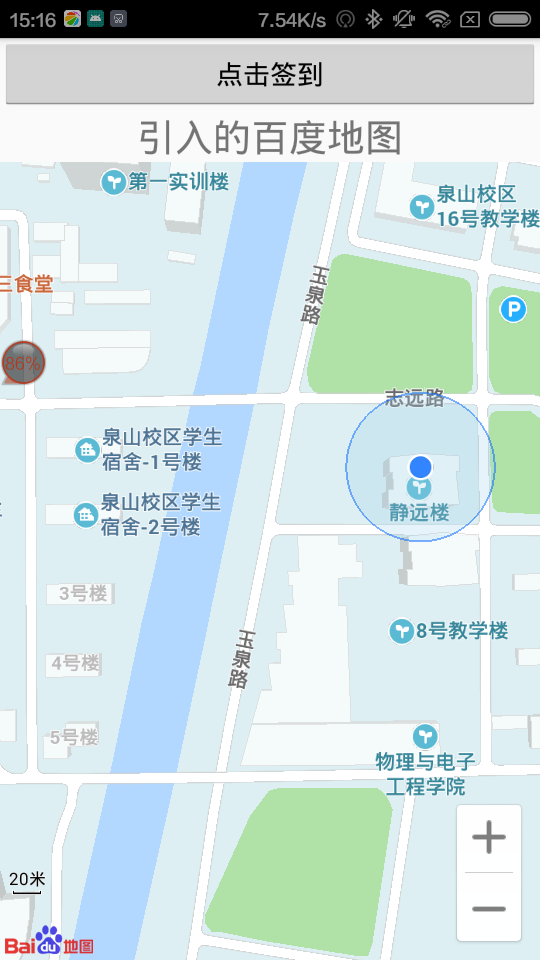 15:16 7.54K/s
点击签到
引入的百度地图
第一实训楼
泉山校区
16号教学楼
三食堂
玉泉路
P
86%
志远路
泉山校区学生
宿舍-1号楼
静远楼
泉山校区学生
宿舍-2号楼
3号楼
8号教学楼
玉泉路
4号楼
5号楼
物理与电子
工程学院
20米
Bai du 地图